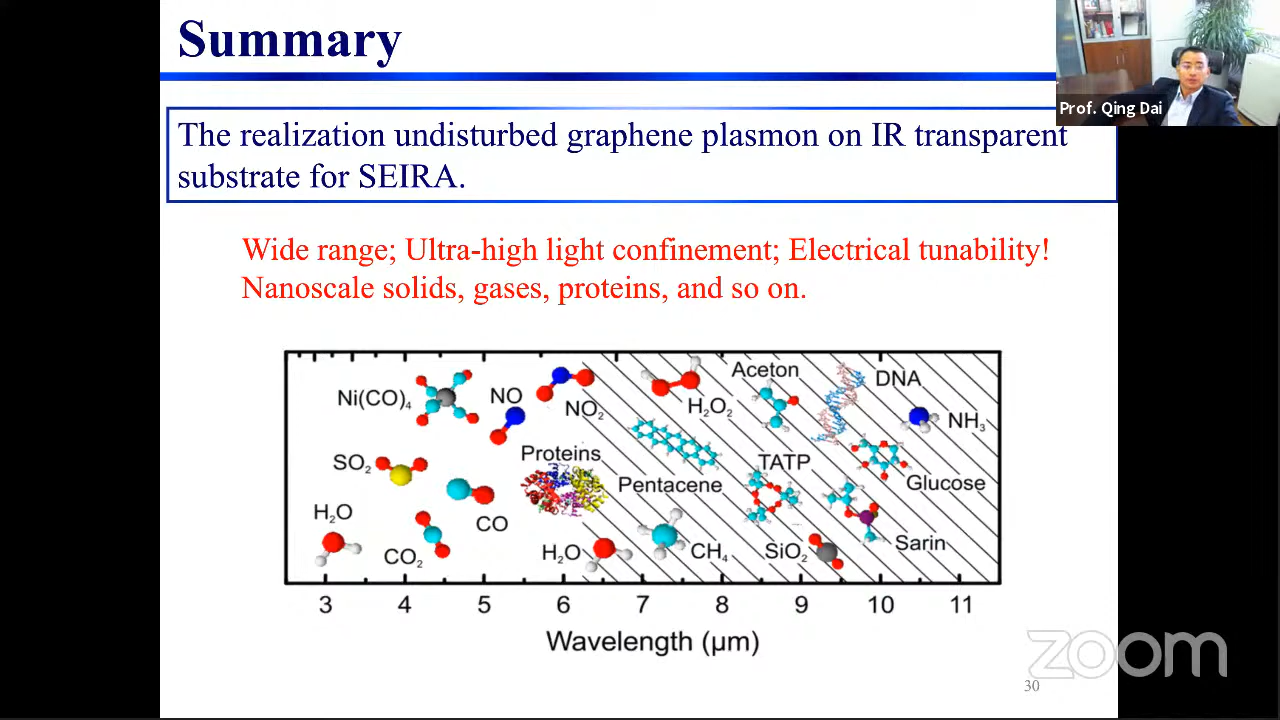 Summary
Prof. Qing Dai
The realization undisturbed graphene plasmon on IR transparent
substrate for SEIRA.
Wide range; Ultra-high light confinement; Electrical tunability!
Nanoscale solids, gases, proteins, and so on.
Ni(CO)₄
NO
NO₂
H₂O₂
Aceton
DNA
NH₃
SO₂
Proteins
Pentacene
TATP
Glucose
H₂O
CO
CO₂
H₂O
CH₄
SiO₂
Sarin
3 4 5 6 7 8 9 10 11
Wavelength (μm)
zoom
30